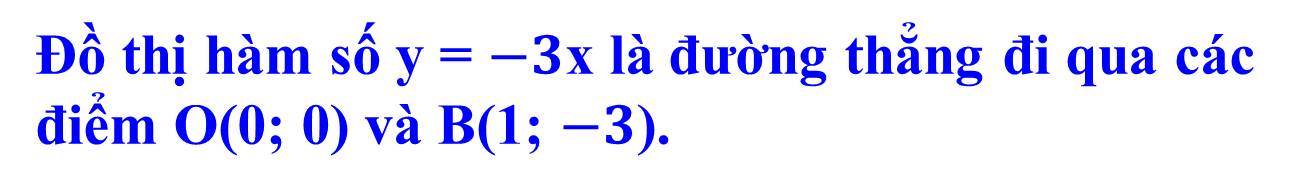 Đồ thị hàm số y = −3x là đường thẳng đi qua các
điểm O(0; 0) và B(1; −3).